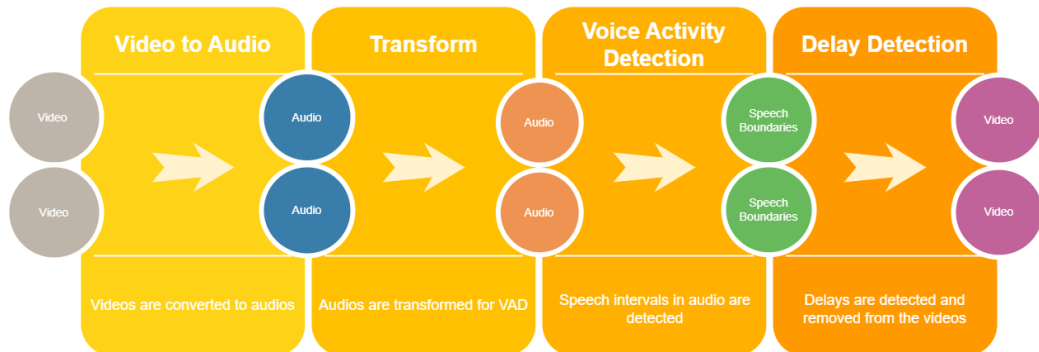 Video to Audio
Transform
Voice Activity
Detection
Delay Detection
Video
Audio
Audio
Speech
Boundaries
Video
Video
Audio
Audio
Speech
Boundaries
Video
Videos are converted to audios
Audios are transformed for VAD
Speech intervals in audio are
detected
Delays are detected and
removed from the videos